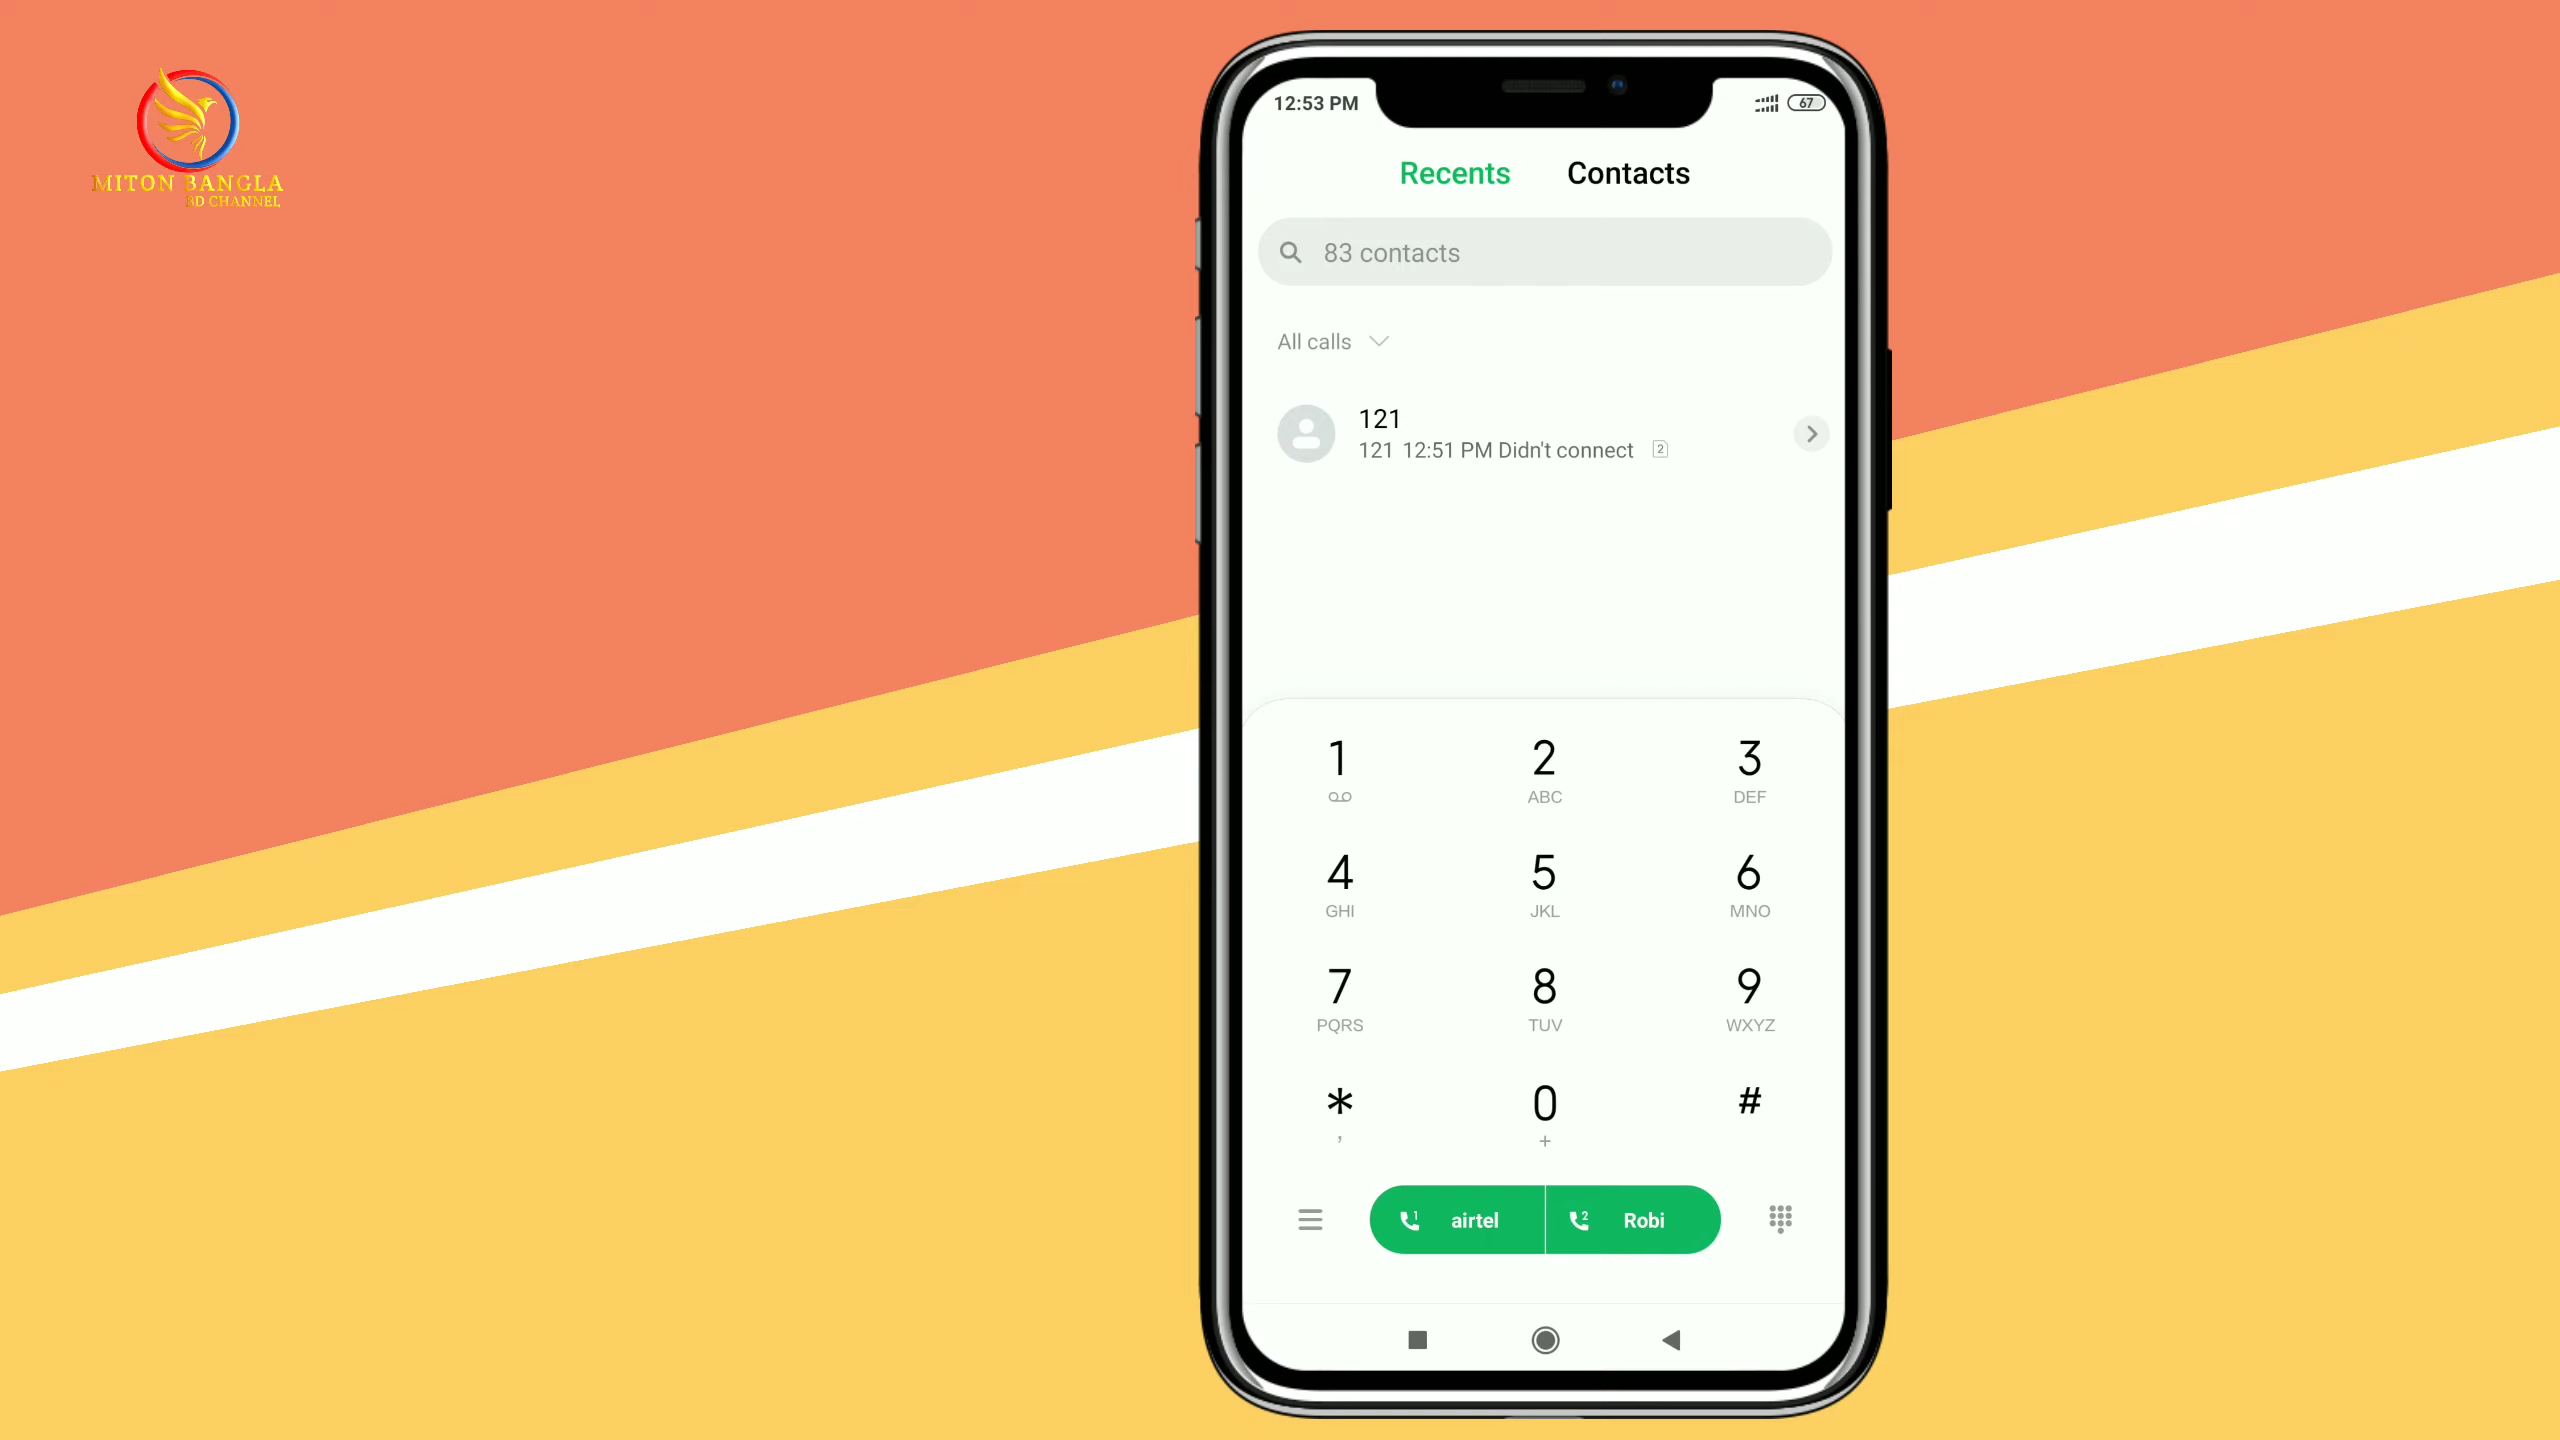 MITON BANGLA
BD CHANNEL
12:53 PM
67
Recents Contacts
83 contacts
All calls
121
121 12:51 PM Didn't connect 2
1 2 3
ABC DEF
4 5 6
GHI JKL MNO
7 8 9
PQRS TUV WXYZ
* 0 #
, +
1 airtel 2 Robi